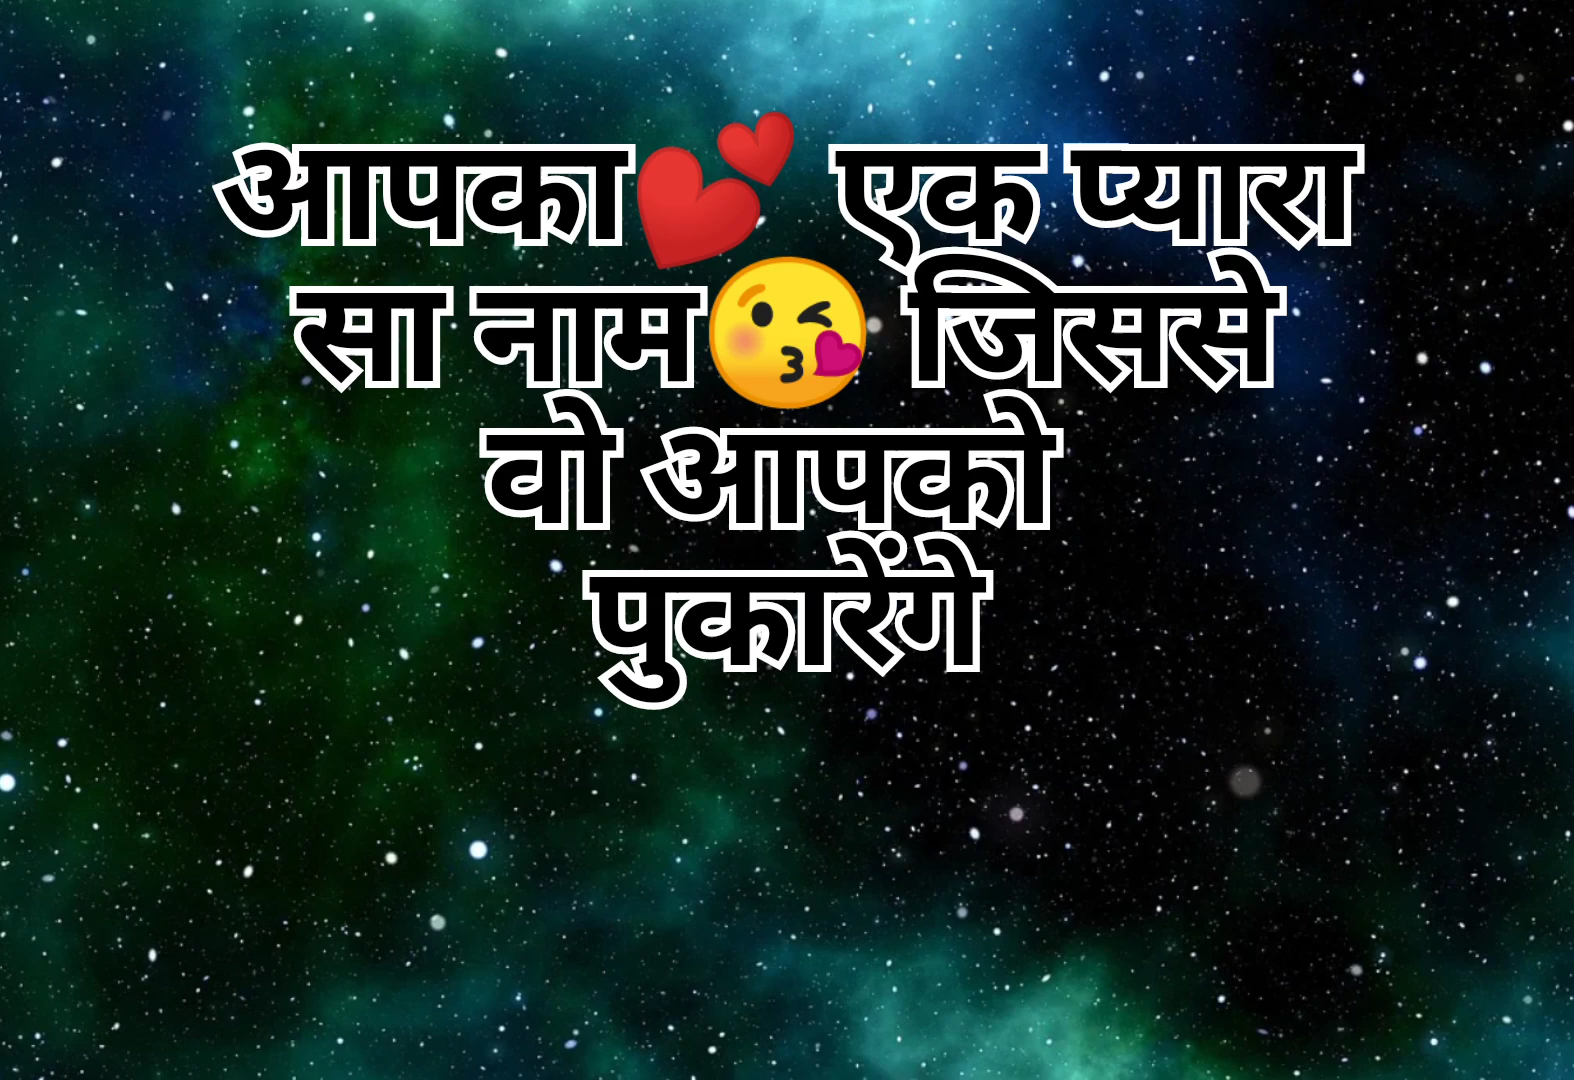 आपका💕 एक प्यारा
सा नाम😘 जिससे
वो आपको
पुकारेंगे